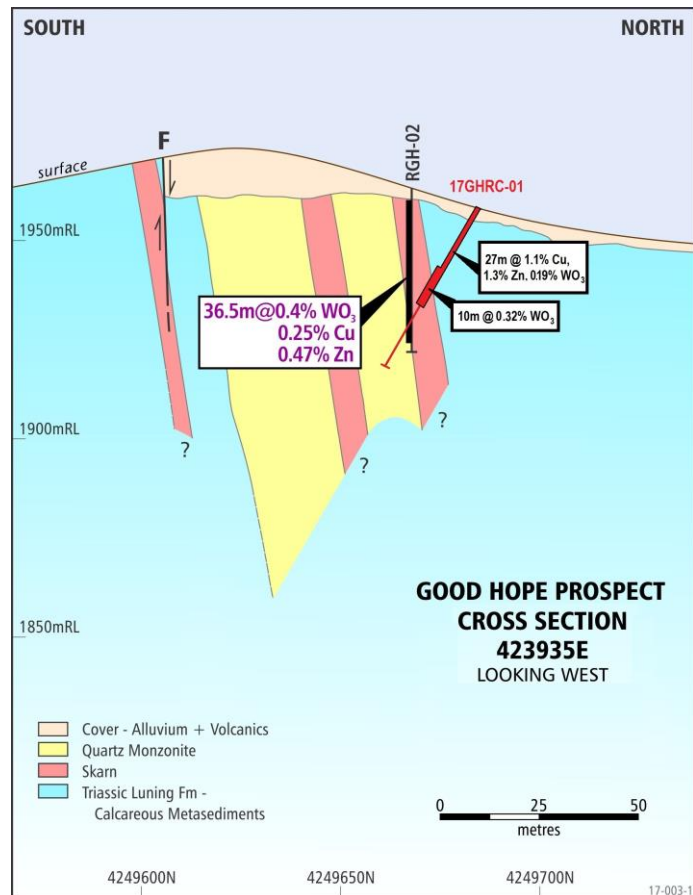 SOUTH
NORTH
F
RGH-02
17GHRC-01
surface
1950mRL
27m @ 1.1% Cu,
1.3% Zn. 0.19% WO₃
36.5m@0.4% WO₃
0.25% Cu
0.47% Zn
10m @ 0.32% WO₃
1900mRL
?
?
?
1850mRL
GOOD HOPE PROSPECT
CROSS SECTION
423935E
LOOKING WEST
Cover - Alluvium + Volcanics
Quartz Monzonite
Skarn
Triassic Luning Fm -
Calcareous Metasediments
0 25 50
metres
4249600N 4249650N 4249700N
17-003-1